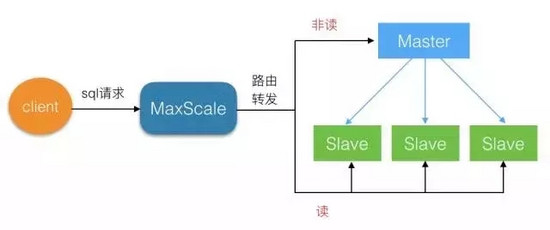 client
sql请求
MaxScale
路由
转发
非读
Master
Slave
Slave
Slave
读